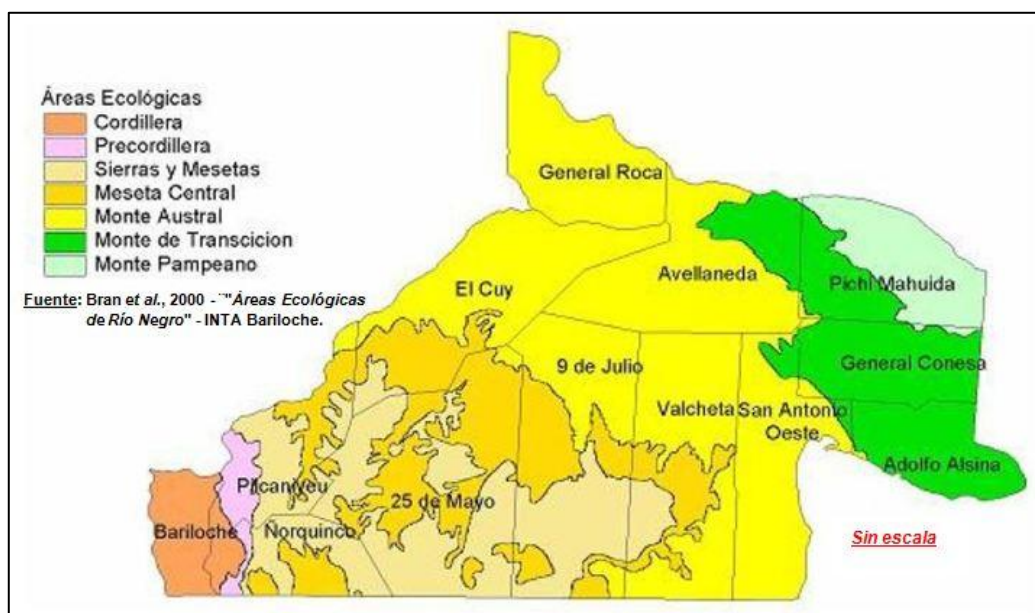 Áreas Ecológicas
Cordillera
Precordillera
Sierras y Mesetas
Meseta Central
Monte Austral
Monte de Transcicion
Monte Pampeano
Fuente: Bran et al., 2000 - ¨"Áreas Ecológicas
de Río Negro" - INTA Bariloche.
General Roca
Avellaneda
Pichi Mahuida
El Cuy
General Conesa
9 de Julio
Valcheta
San Antonio
Oeste
Adolfo Alsina
Pilcaniyeu
25 de Mayo
Bariloche
Norquinco
Sin escala